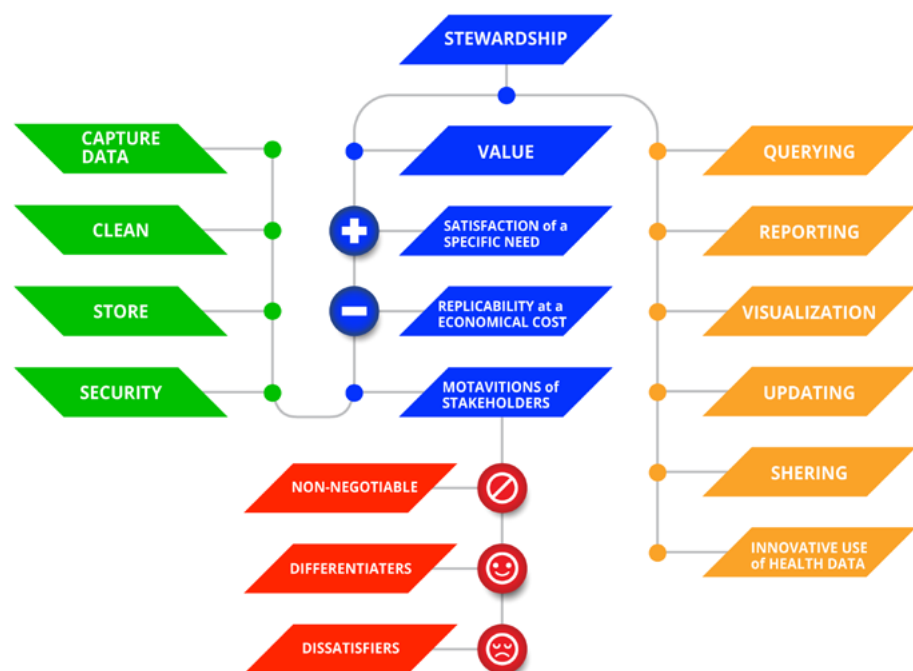 STEWARDSHIP
CAPTURE
DATA
CLEAN
STORE
SECURITY
VALUE
SATISFACTION of a
SPECIFIC NEED
REPLICABILITY at a
ECONOMICAL COST
MOTAVITIONS of
STAKEHOLDERS
NON-NEGOTIABLE
DIFFERENTIATERS
DISSATISFIERS
QUERYING
REPORTING
VISUALIZATION
UPDATING
SHERING
INNOVATIVE USE
of HEALTH DATA